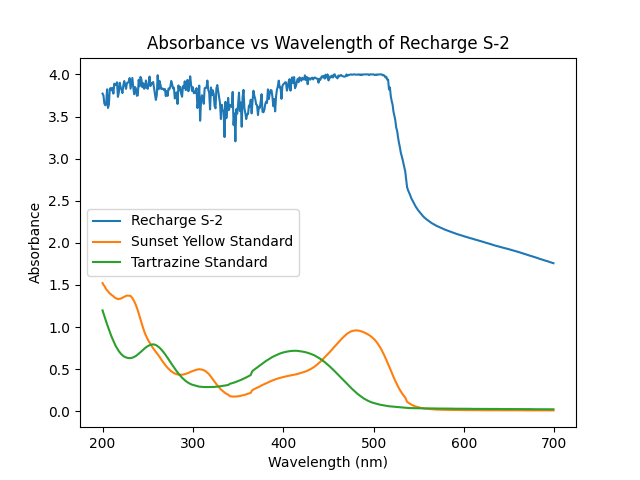 Absorbance vs Wavelength of Recharge S-2
4.0
3.5
3.0
2.5
2.0
1.5
1.0
0.5
0.0
Absorbance
Recharge S-2
Sunset Yellow Standard
Tartrazine Standard
200 300 400 500 600 700
Wavelength (nm)